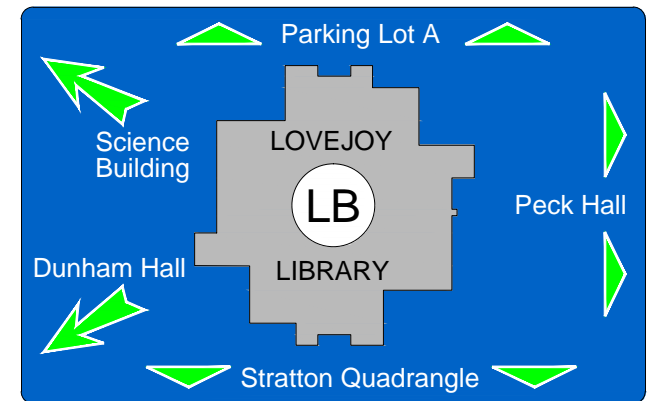 Parking Lot A
Science
Building
LOVEJOY
LB
LIBRARY
Peck Hall
Dunham Hall
Stratton Quadrangle